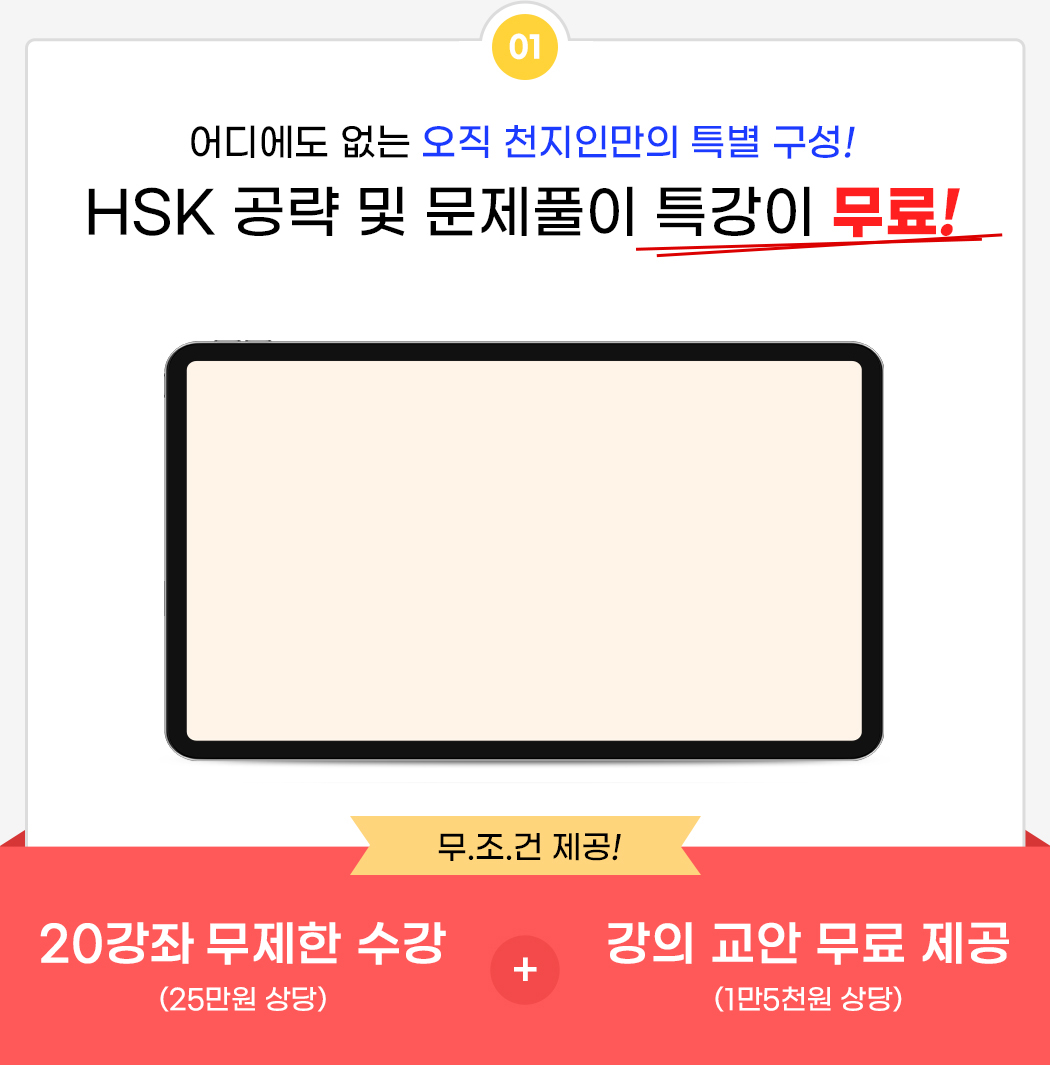 01
어디에도 없는 오직 천지인만의 특별 구성!
HSK 공략 및 문제풀이 특강이 무료!
무.조.건 제공!
20강좌 무제한 수강 + 강의 교안 무료 제공
(25만원 상당) (1만5천원 상당)